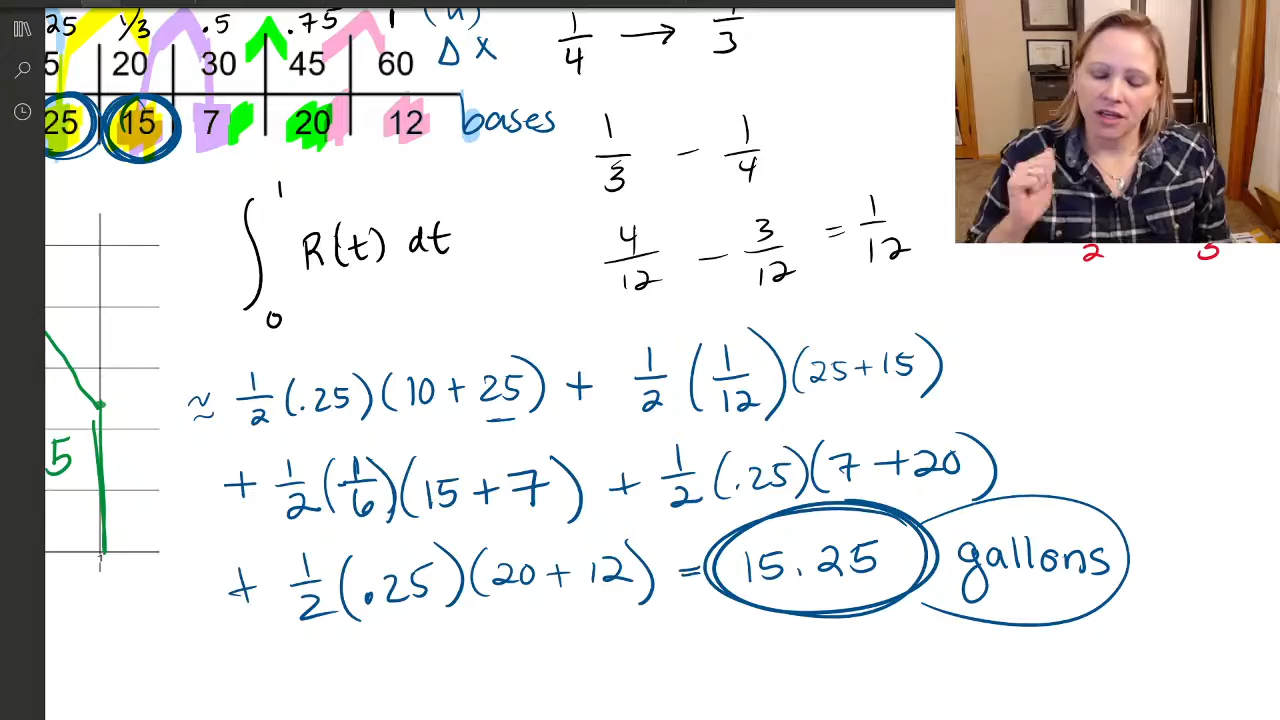 25 1/3 .5 .75 1 (h)
5 20 30 45 60 Δx
25 15 7 20 12 bases
1/4 → 1/3
1/3 − 1/4
4/12 − 3/12 = 1/12
∫₀¹ R(t) dt
5
2 3
≈ 1/2 (.25)(10 + 25) + 1/2 (1/12)(25+15)
+ 1/2 (1/6)(15 + 7) + 1/2 (.25)(7 + 20)
+ 1/2 (.25)(20 + 12) = 15.25 gallons